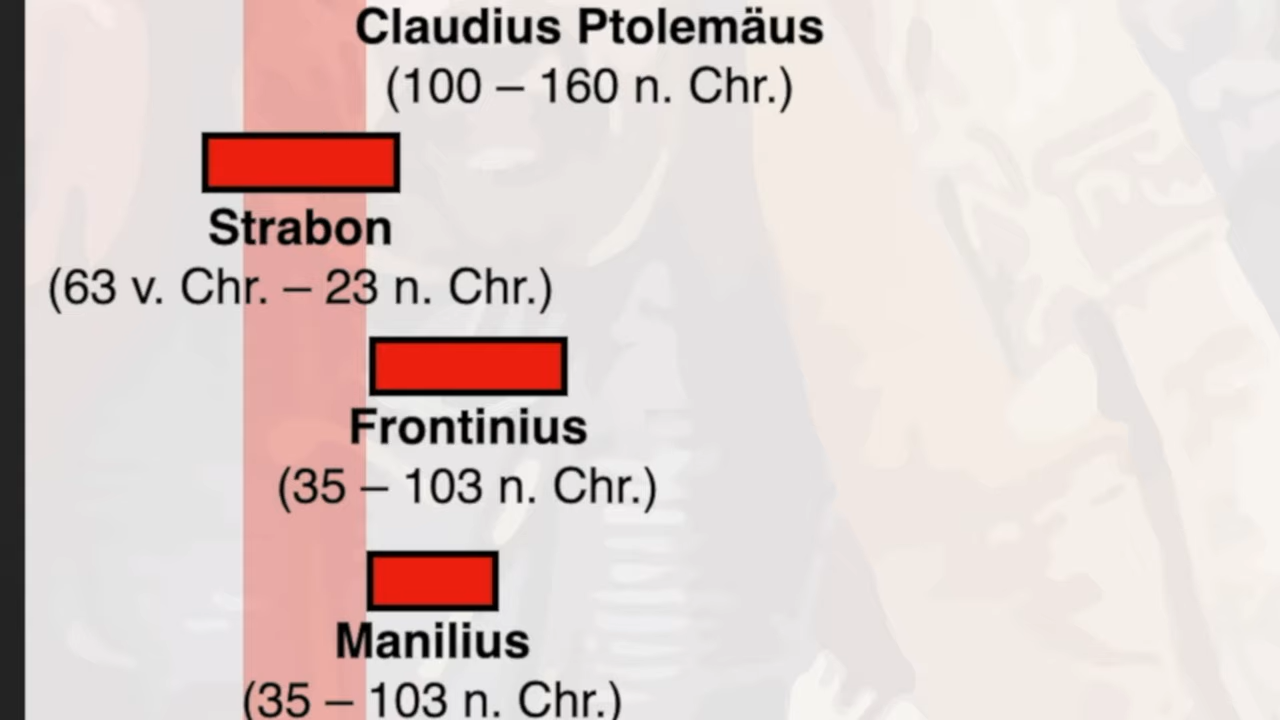 Claudius Ptolemäus
(100 – 160 n. Chr.)
Strabon
(63 v. Chr. – 23 n. Chr.)
Frontinius
(35 – 103 n. Chr.)
Manilius
(35 – 103 n. Chr.)